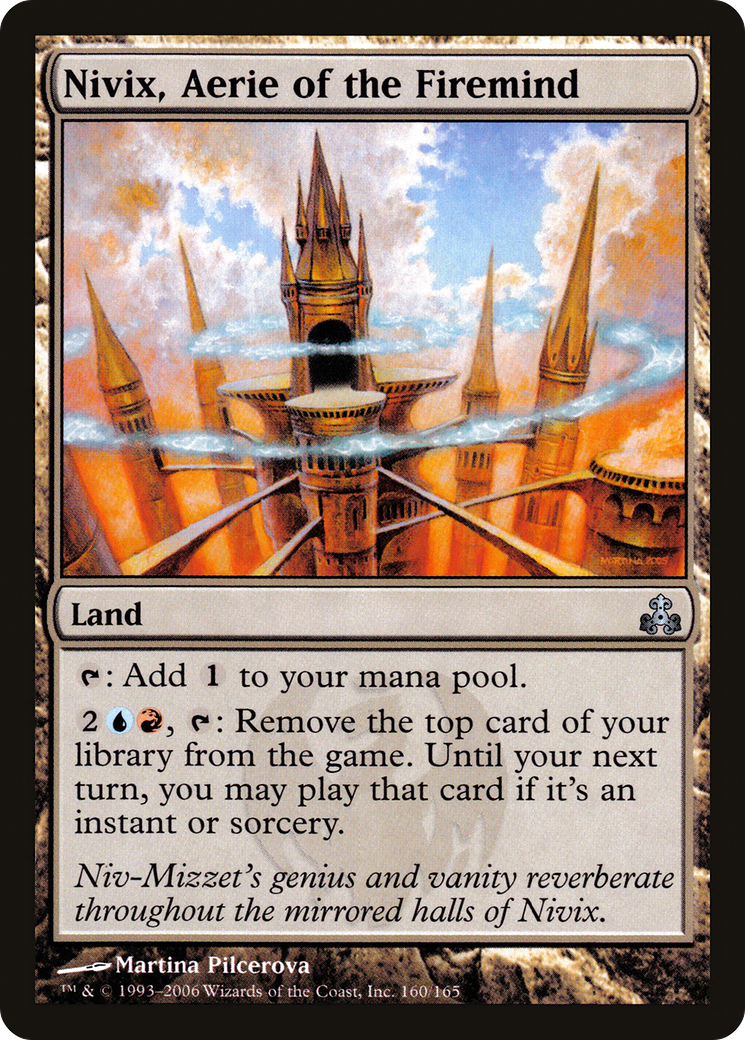 Nivix, Aerie of the Firemind
MARTINA 2005
Land
: Add 1 to your mana pool.
2, : Remove the top card of your
library from the game. Until your next
turn, you may play that card if it's an
instant or sorcery.
Niv-Mizzet's genius and vanity reverberate
throughout the mirrored halls of Nivix.
Martina Pilcerova
™ & © 1993–2006 Wizards of the Coast, Inc. 160/165